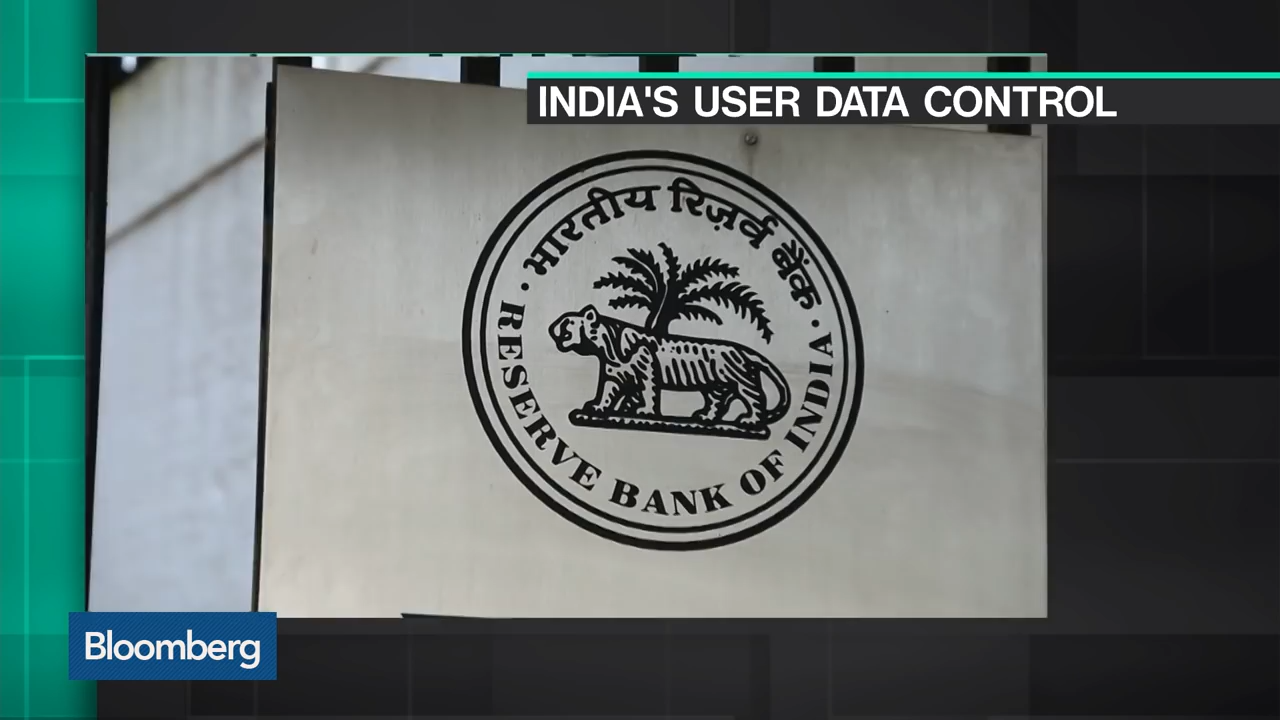 INDIA'S USER DATA CONTROL
भारतीय रिज़र्व बैंक
RESERVE BANK OF INDIA
Bloomberg